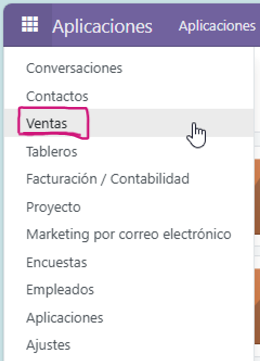 Aplicaciones Aplicaciones
Conversaciones
Contactos
Ventas
Tableros
Facturación / Contabilidad
Proyecto
Marketing por correo electrónico
Encuestas
Empleados
Aplicaciones
Ajustes